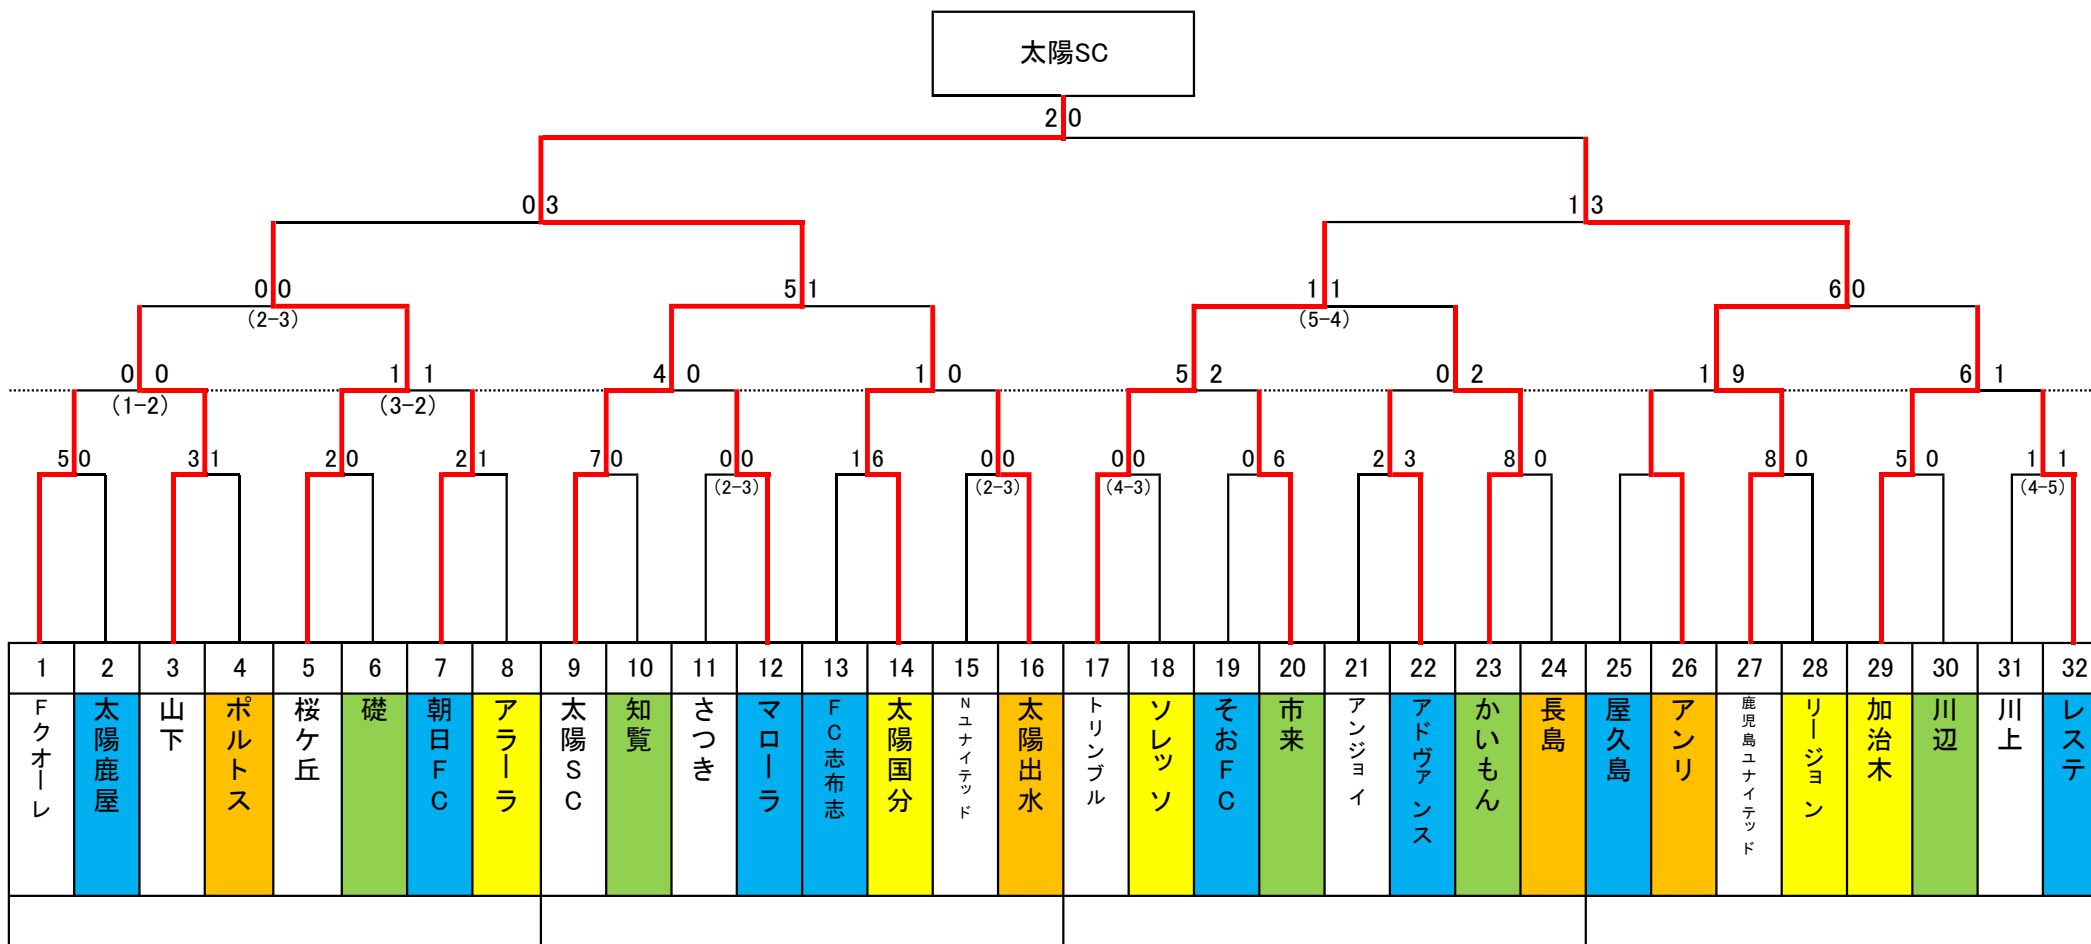 太陽SC
2 0
0 3
1 3
0 0
5 1
1 1
6 0
(2-3)
(5-4)
0 0
1 1
4 0
1 0
5 2
0 2
1 9
6 1
(1-2)
(3-2)
5 0
3 1
2 0
2 1
7 0
0 0
1 6
0 0
0 0
0 6
2 3
8 0
8 0
5 0
1 1
(2-3)
(2-3)
(4-3)
(4-5)
1 2 3 4 5 6 7 8 9 10 11 12 13 14 15 16 17 18 19 20 21 22 23 24 25 26 27 28 29 30 31 32
Fクオーレ
太陽鹿屋
山下
ポルトス
桜ケ丘
礎
朝日FC
アラーラ
太陽SC
知覧
さつき
マローラ
FC志布志
太陽国分
Nユナイテッド
太陽出水
トリンブル
ソレッソ
そおFC
市来
アンジョイ
アドヴァンス
かいもん
長島
屋久島
アンリ
鹿児島ユナイテッド
リージョン
加治木
川辺
川上
レステ